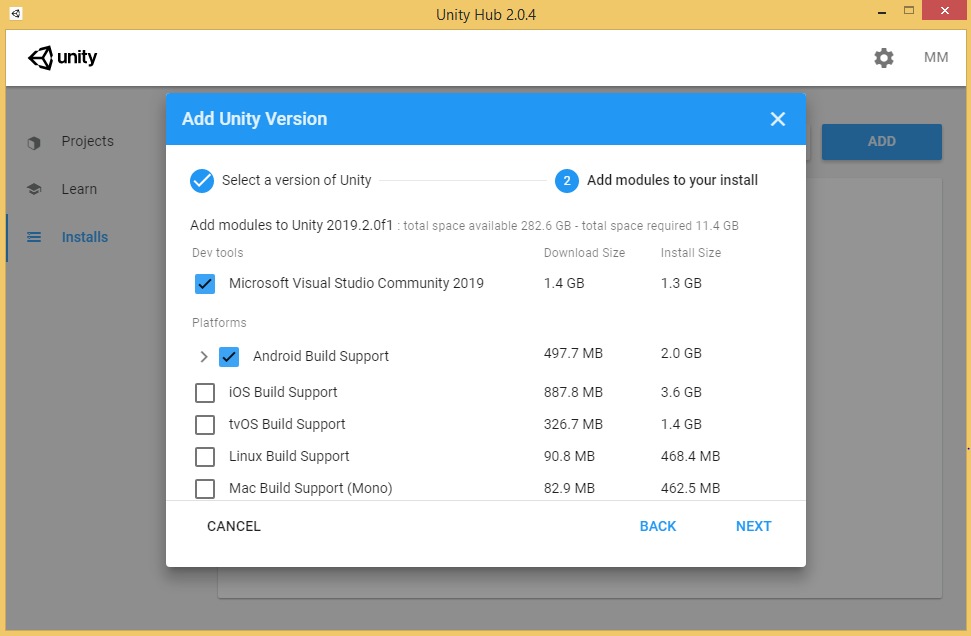 Unity Hub 2.0.4
unity
MM
Add Unity Version
Projects
ADD
Select a version of Unity
2
Add modules to your install
Learn
Add modules to Unity 2019.2.0f1 : total space available 282.6 GB - total space required 11.4 GB
Installs
Dev tools Download Size Install Size
Microsoft Visual Studio Community 2019 1.4 GB 1.3 GB
Platforms
Android Build Support 497.7 MB 2.0 GB
iOS Build Support 887.8 MB 3.6 GB
tvOS Build Support 326.7 MB 1.4 GB
Linux Build Support 90.8 MB 468.4 MB
Mac Build Support (Mono) 82.9 MB 462.5 MB
CANCEL BACK NEXT